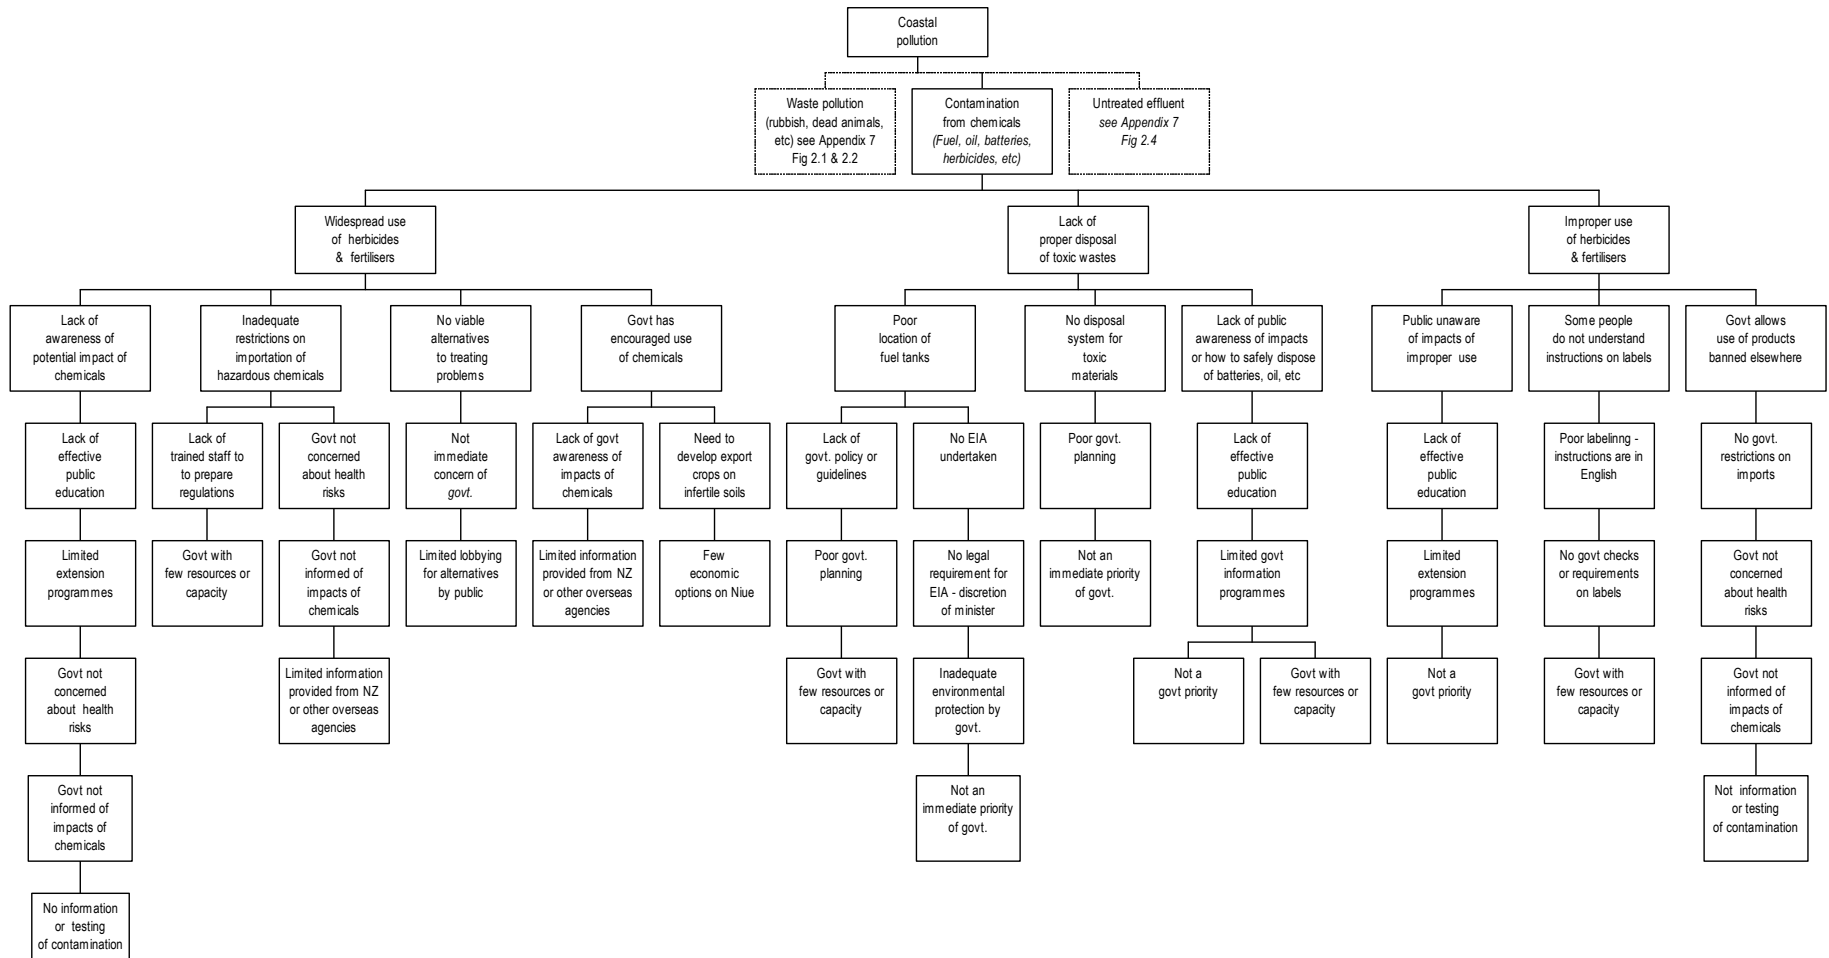 Coastal
pollution
Waste pollution
(rubbish, dead animals,
etc) see Appendix 7
Fig 2.1 & 2.2
Contamination
from chemicals
(Fuel, oil, batteries,
herbicides, etc)
Untreated effluent
see Appendix 7
Fig 2.4
Widespread use
of herbicides
& fertilisers
Lack of
proper disposal
of toxic wastes
Improper use
of herbicides
& fertilisers
Lack of
awareness of
potential impact of
chemicals
Inadequate
restrictions on
importation of
hazardous chemicals
No viable
alternatives
to treating
problems
Govt has
encouraged use
of chemicals
Poor
location of
fuel tanks
No disposal
system for
toxic
materials
Lack of public
awareness of impacts
or how to safely dispose
of batteries, oil, etc
Public unaware
of impacts of
improper use
Some people
do not understand
instructions on labels
Govt allows
use of products
banned elsewhere
Lack of
effective
public
education
Lack of
trained staff to
to prepare
regulations
Govt not
concerned
about health
risks
Not
immediate
concern of
govt.
Lack of govt
awareness of
impacts of
chemicals
Need to
develop export
crops on
infertile soils
Lack of
govt. policy or
guidelines
No EIA
undertaken
Poor govt.
planning
Lack of
effective
public
education
Lack of
effective
public
education
Poor labelinng -
instructions are in
English
No govt.
restrictions on
imports
Limited
extension
programmes
Govt with
few resources or
capacity
Govt not
informed of
impacts of
chemicals
Limited lobbying
for alternatives
by public
Limited information
provided from NZ
or other overseas
agencies
Few
economic
options on Niue
Poor govt.
planning
No legal
requirement for
EIA - discretion
of minister
Not an
immediate priority
of govt.
Limited govt
information
programmes
Limited
extension
programmes
No govt checks
or requirements
on labels
Govt not
concerned
about health
risks
Govt not
concerned
about health
risks
Limited information
provided from NZ
or other overseas
agencies
Govt with
few resources or
capacity
Inadequate
environmental
protection by
govt.
Not a
govt priority
Govt with
few resources or
capacity
Not a
govt priority
Govt with
few resources or
capacity
Govt not
informed of
impacts of
chemicals
Govt not
informed of
impacts of
chemicals
Not an
immediate priority
of govt.
Not information
or testing
of contamination
No information
or testing
of contamination